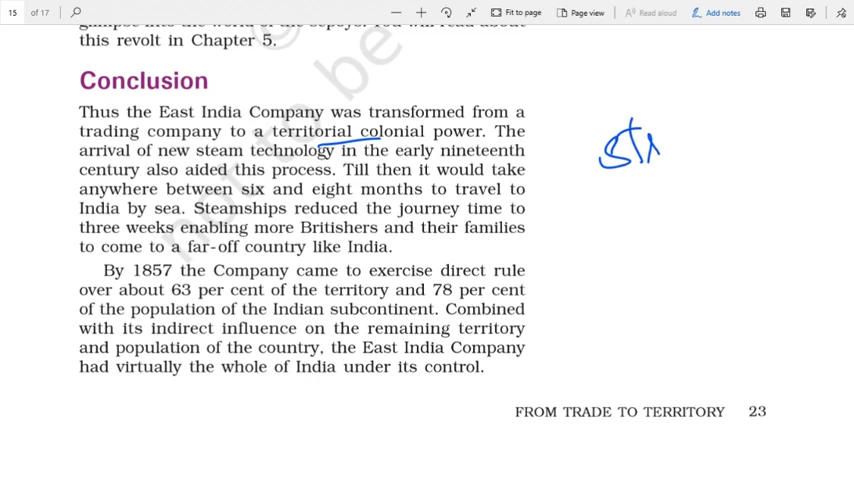 15 of 17 Fit to page Page view Read aloud Add notes
this revolt in Chapter 5.
Conclusion
Thus the East India Company was transformed from a
trading company to a territorial colonial power. The
arrival of new steam technology in the early nineteenth
century also aided this process. Till then it would take
anywhere between six and eight months to travel to
India by sea. Steamships reduced the journey time to
three weeks enabling more Britishers and their families
to come to a far-off country like India.
By 1857 the Company came to exercise direct rule
over about 63 per cent of the territory and 78 per cent
of the population of the Indian subcontinent. Combined
with its indirect influence on the remaining territory
and population of the country, the East India Company
had virtually the whole of India under its control.
FROM TRADE TO TERRITORY 23
not to be